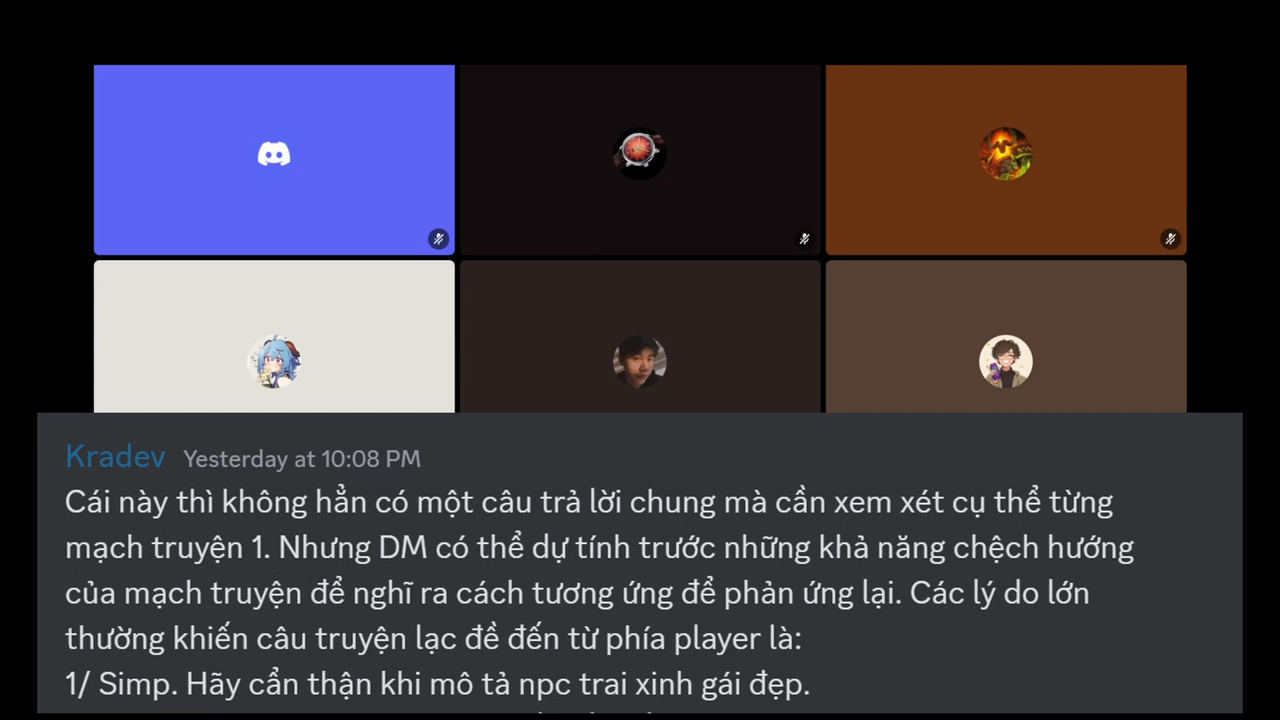 Kradev Yesterday at 10:08 PM
Cái này thì không hẳn có một câu trả lời chung mà cần xem xét cụ thể từng
mạch truyện 1. Nhưng DM có thể dự tính trước những khả năng chệch hướng
của mạch truyện để nghĩ ra cách tương ứng để phản ứng lại. Các lý do lớn
thường khiến câu truyện lạc đề đến từ phía player là:
1/ Simp. Hãy cẩn thận khi mô tả npc trai xinh gái đẹp.